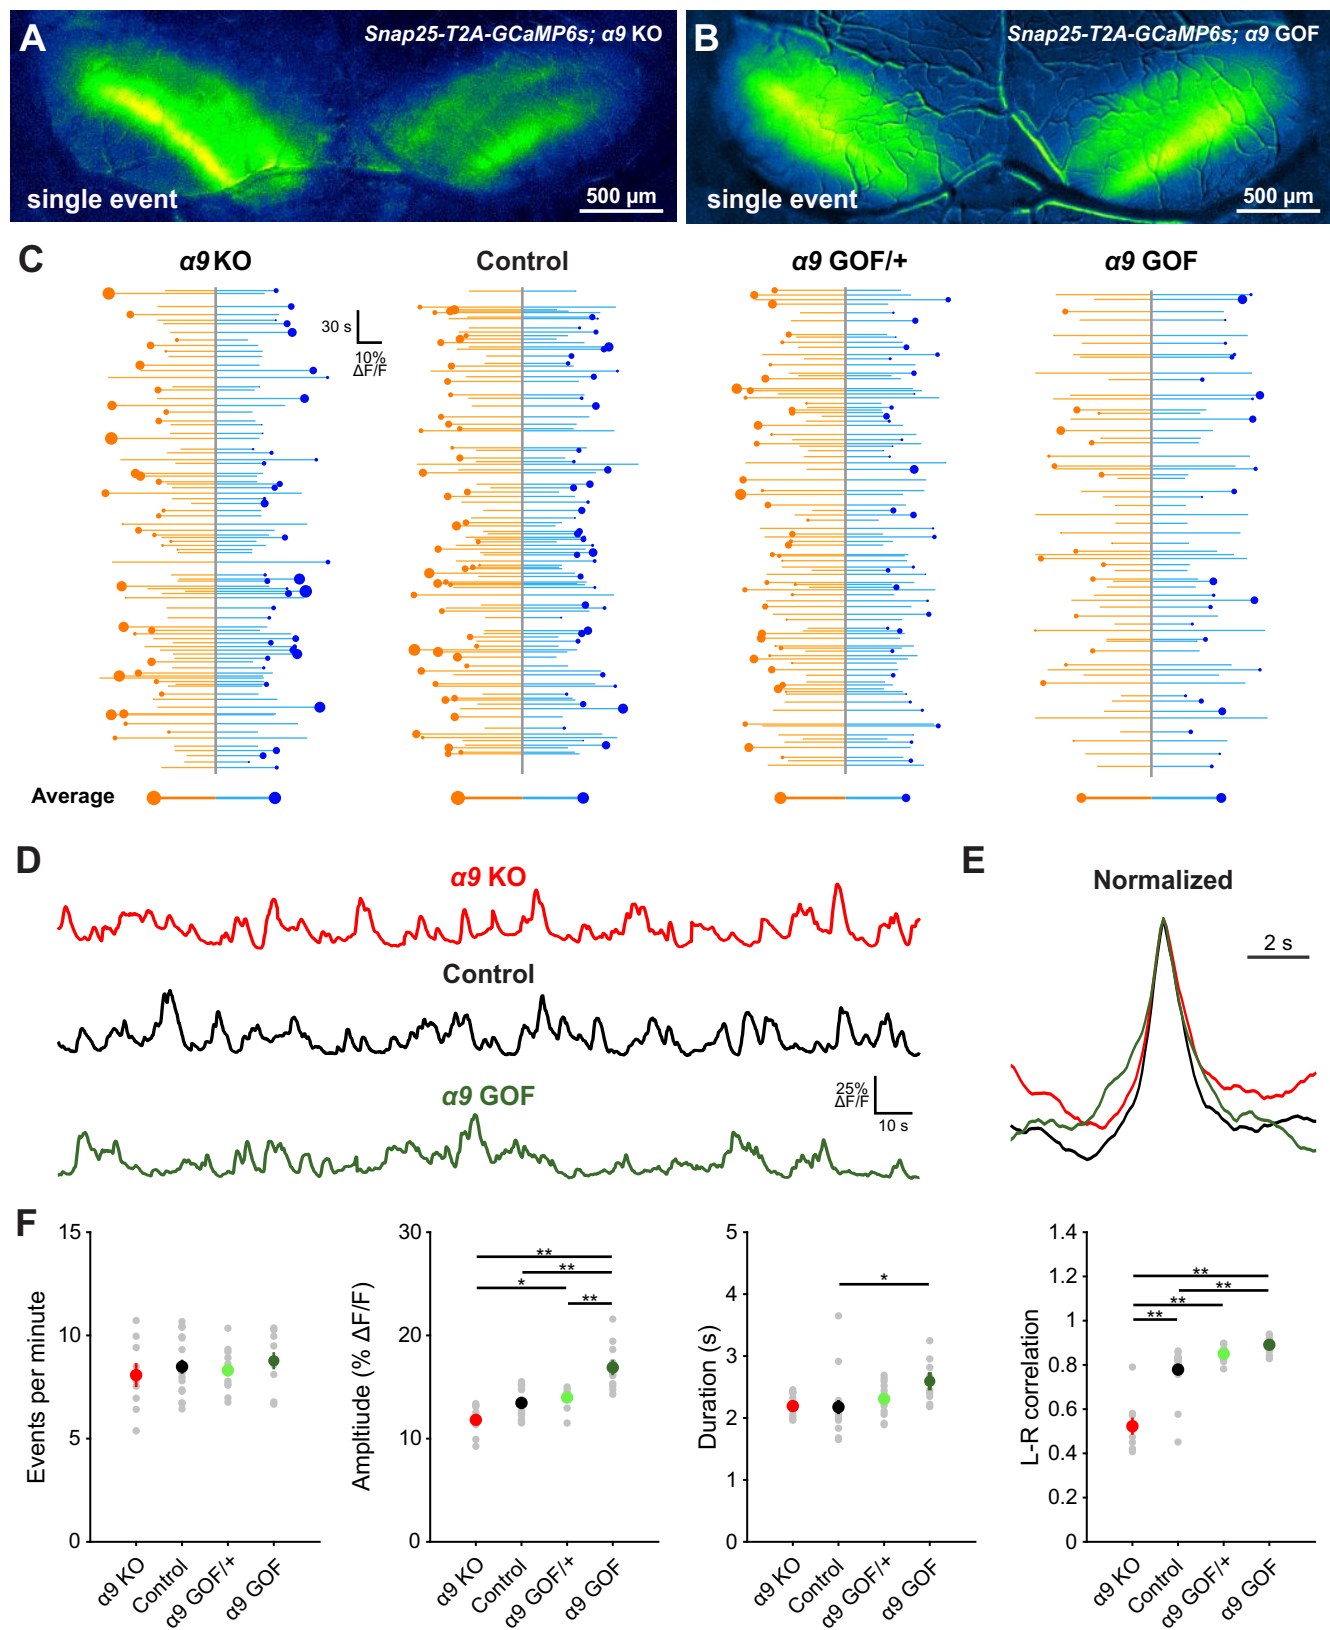 A
Snap25-T2A-GCaMP6s; α9 KO
single event
500 µm
B
Snap25-T2A-GCaMP6s; α9 GOF
single event
500 µm
C
α9 KO
Control
α9 GOF/+
α9 GOF
30 s
10%
ΔF/F
Average
D
α9 KO
Control
α9 GOF
25%
ΔF/F
10 s
E
Normalized
2 s
F
Events per minute
15
10
5
0
α9 KO
Control
α9 GOF/+
α9 GOF
Ampltiude (% ΔF/F)
30
20
10
0
**
**
*
**
α9 KO
Control
α9 GOF/+
α9 GOF
Duration (s)
5
4
3
2
1
0
*
α9 KO
Control
α9 GOF/+
α9 GOF
L-R correlation
1.4
1.2
1
0.8
0.6
0.4
0.2
0
**
**
**
**
α9 KO
Control
α9 GOF/+
α9 GOF